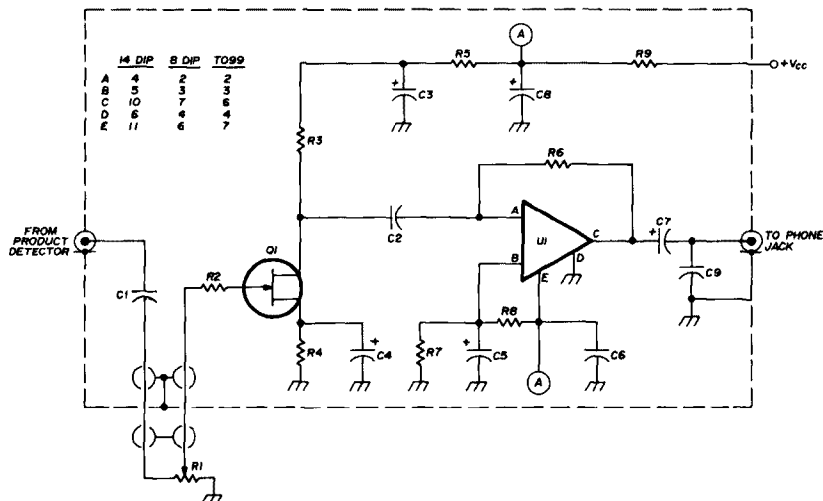 14 DIP 8 DIP TO99
A 4 2 2
B 5 3 3
C 10 7 6
D 6 4 4
E 11 6 7
A
R5
R9
+VCC
C3
C8
R3
R6
FROM
PRODUCT
DETECTOR
C2
A
U1
C
B
D
E
C7
TO PHONE
JACK
C9
Q1
R2
C1
R4
C4
R7
C5
R8
C6
A
R1